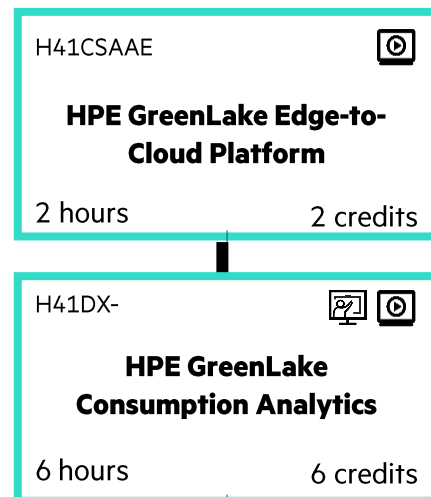 H41CSAAE
HPE GreenLake Edge-to-
Cloud Platform
2 hours
2 credits
H41DX-
HPE GreenLake
Consumption Analytics
6 hours
6 credits